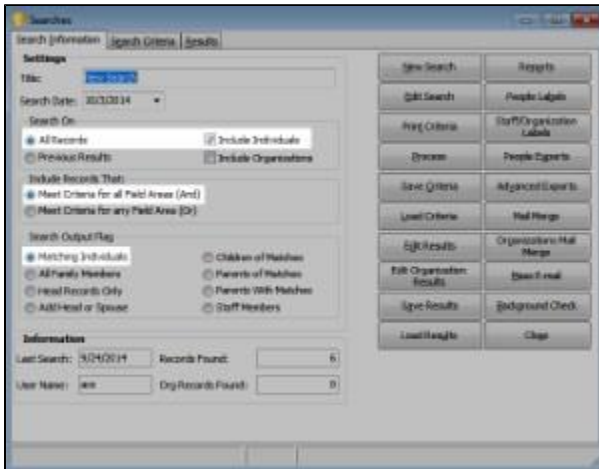 Searches
Search Information Search Criteria Results
Settings
Title: New Search
Search Date: 10/3/2014
Search On
All Records Include Individuals
Previous Results Include Organizations
Include Records That:
Meet Criteria for all Field Areas (And)
Meet Criteria for any Field Area (Or)
Search Output Flag
Matching Individuals Children of Matches
All Family Members Parents of Matches
Head Records Only Parents With Matches
Add Head or Spouse Staff Members
Information
Last Search: 9/24/2014 Records Found: 6
User Name: Org Records Found: 0
New Search Reports
Edit Search People Labels
Print Criteria Staff/Organization Labels
Process People Exports
Save Criteria Advanced Exports
Load Criteria Mail Merge
Edit Results Organizations Mail Merge
Edit Organization Results Mass E-mail
Save Results Background Check
Load Results Close